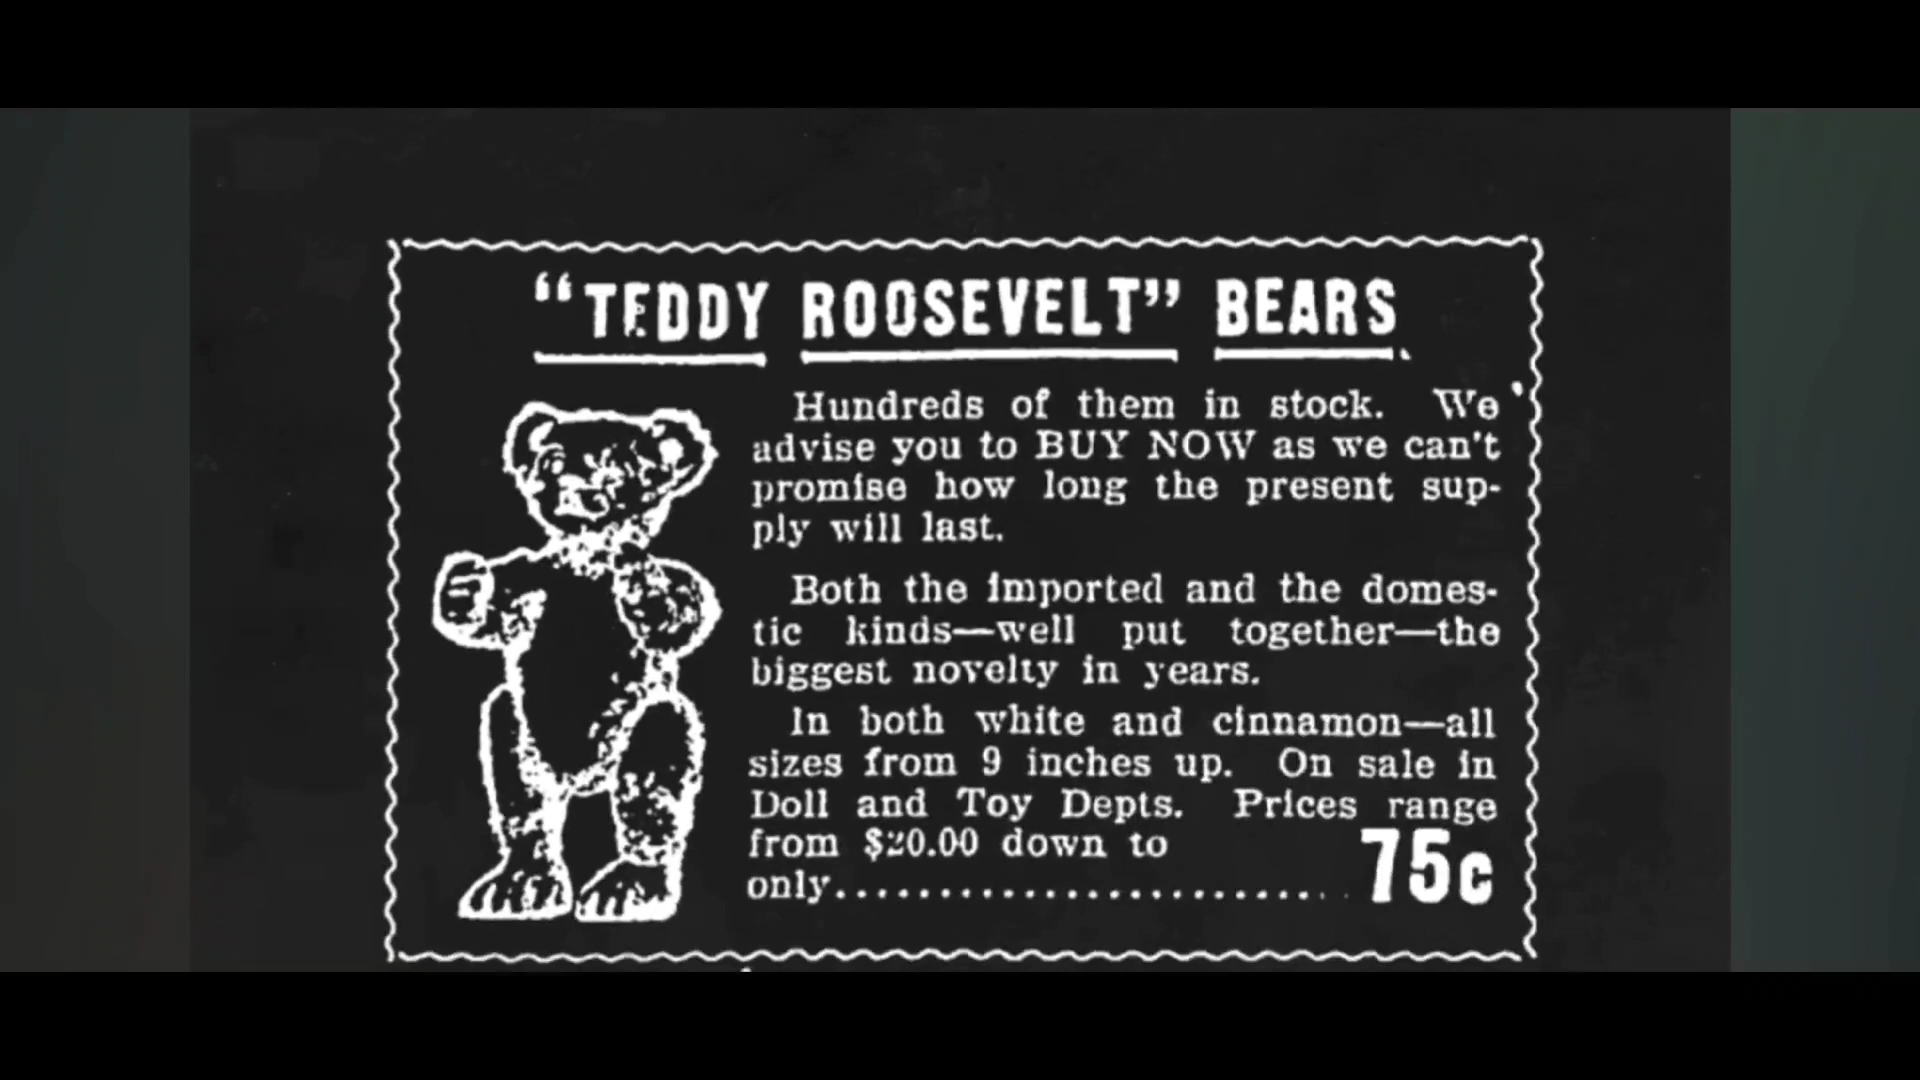 “TEDDY ROOSEVELT” BEARS
Hundreds of them in stock. We
advise you to BUY NOW as we can't
promise how long the present sup-
ply will last.
Both the imported and the domes-
tic kinds—well put together—the
biggest novelty in years.
In both white and cinnamon—all
sizes from 9 inches up. On sale in
Doll and Toy Depts. Prices range
from $20.00 down to
only.......................... 75c